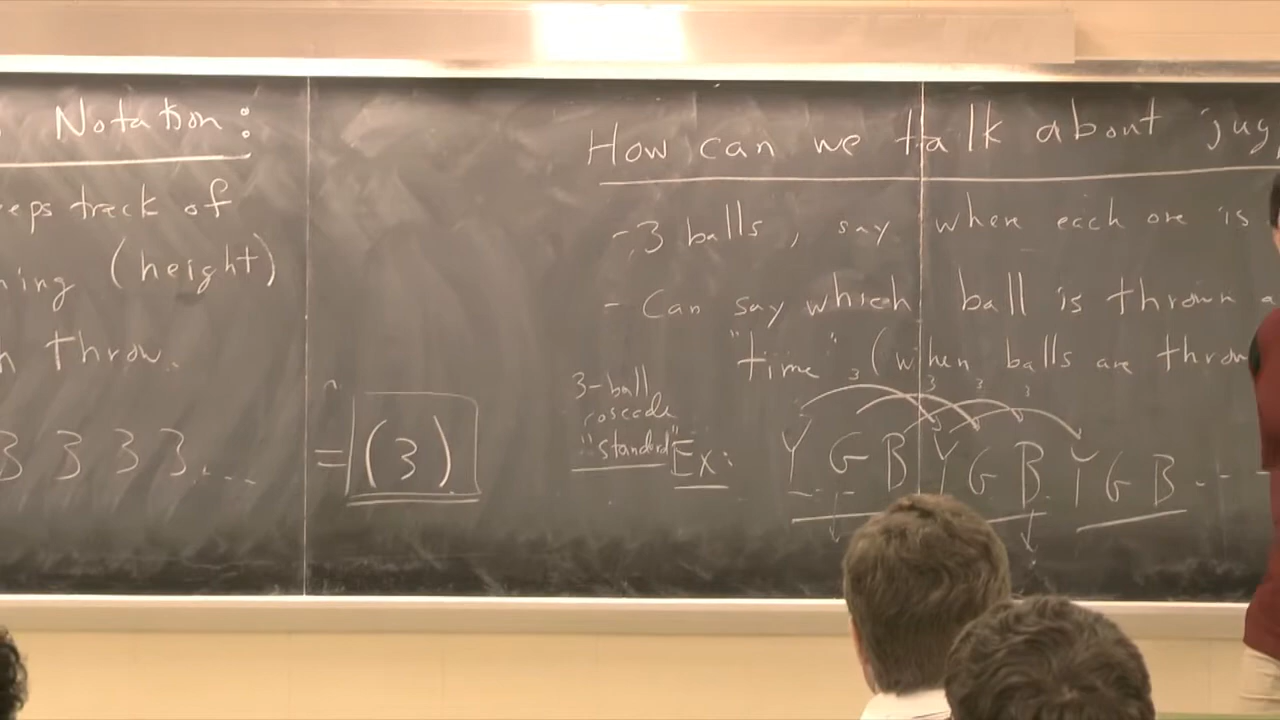 Notation:
eeps track of
ning (height)
h throw.
3 3 3 3... = (3)
How can we talk about jug
- 3 balls, say where each one is
- Can say which ball is thrown a
"time" (when balls are throw
3 3 3 3
3-ball
cascade
"standard"
Ex: Y G B Y G B Y G B - - -